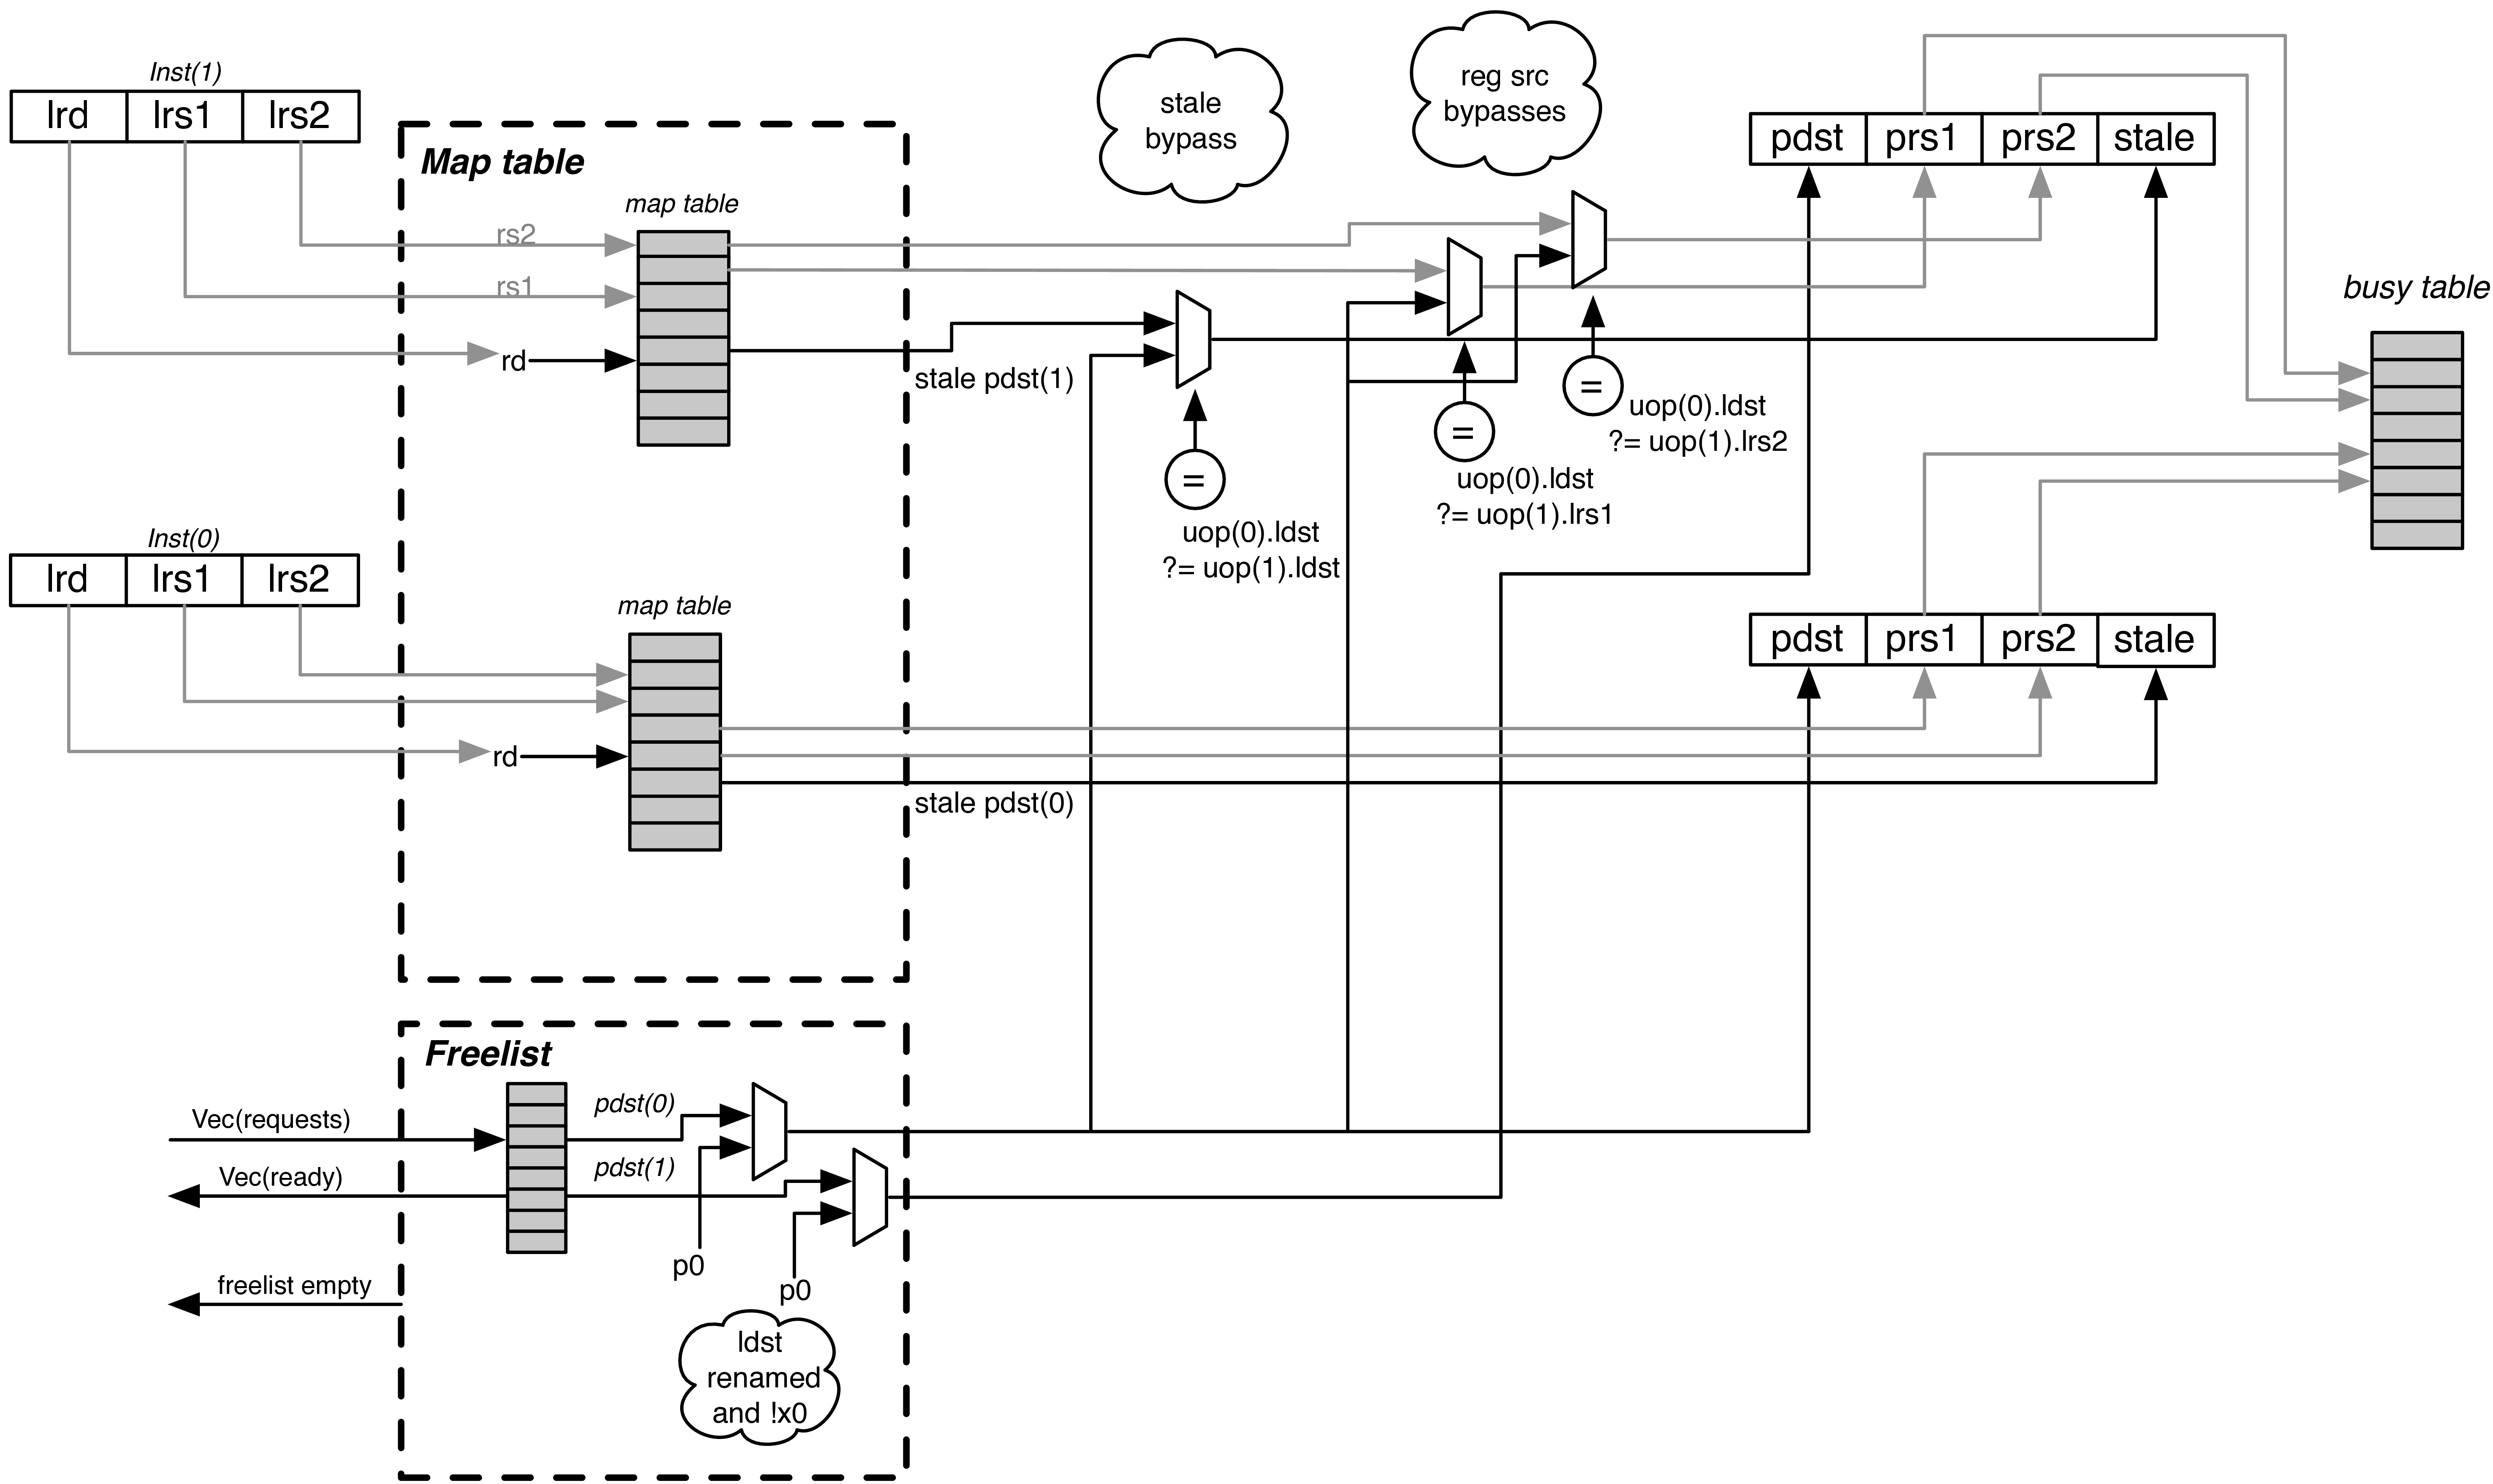 Inst(1)
lrd lrs1 lrs2
Map table
map table
rs2
rs1
rd
stale pdst(1)
stale
bypass
reg src
bypasses
=
uop(0).ldst
?= uop(1).ldst
=
uop(0).ldst
?= uop(1).lrs1
=
uop(0).ldst
?= uop(1).lrs2
pdst prs1 prs2 stale
busy table
Inst(0)
lrd lrs1 lrs2
map table
rd
stale pdst(0)
pdst prs1 prs2 stale
Freelist
Vec(requests)
Vec(ready)
freelist empty
pdst(0)
pdst(1)
p0
p0
ldst
renamed
and !x0